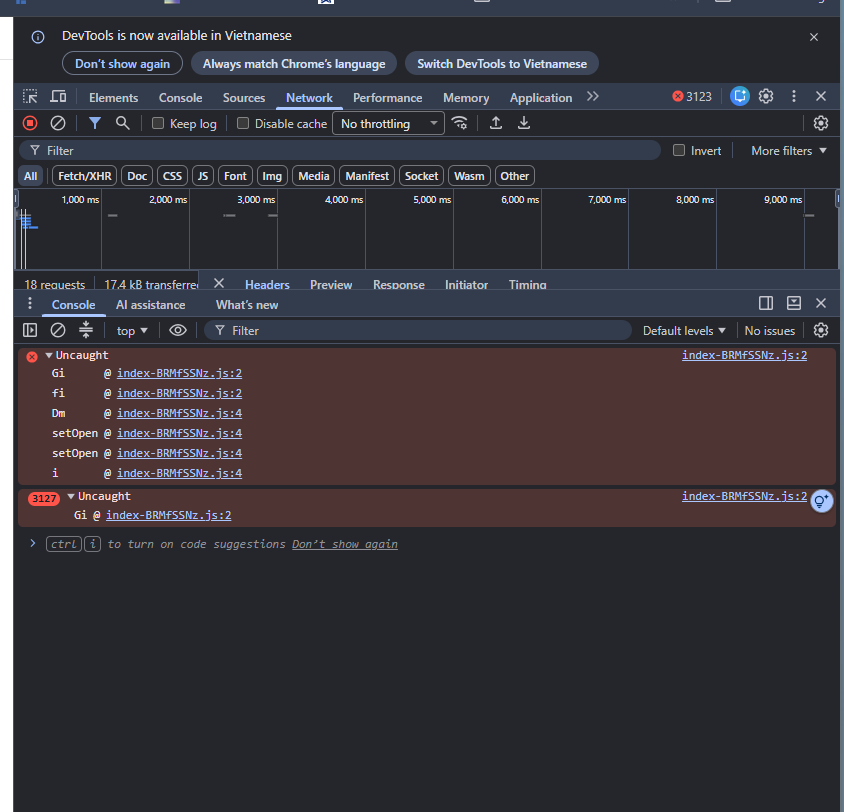 DevTools is now available in Vietnamese
Don't show again Always match Chrome's language Switch DevTools to Vietnamese
Elements Console Sources Network Performance Memory Application 3123
Keep log Disable cache No throttling
Filter Invert More filters
All Fetch/XHR Doc CSS JS Font Img Media Manifest Socket Wasm Other
1,000 ms 2,000 ms 3,000 ms 4,000 ms 5,000 ms 6,000 ms 7,000 ms 8,000 ms 9,000 ms
18 requests 17.4 kB transferred Headers Preview Response Initiator Timing
Console AI assistance What's new
top Filter Default levels No issues
Uncaught index-BRMfSSNz.js:2
Gi @ index-BRMfSSNz.js:2
fi @ index-BRMfSSNz.js:2
Dm @ index-BRMfSSNz.js:4
setOpen @ index-BRMfSSNz.js:4
setOpen @ index-BRMfSSNz.js:4
i @ index-BRMfSSNz.js:4
3127 Uncaught index-BRMfSSNz.js:2
Gi @ index-BRMfSSNz.js:2
ctrl i to turn on code suggestions Don't show again